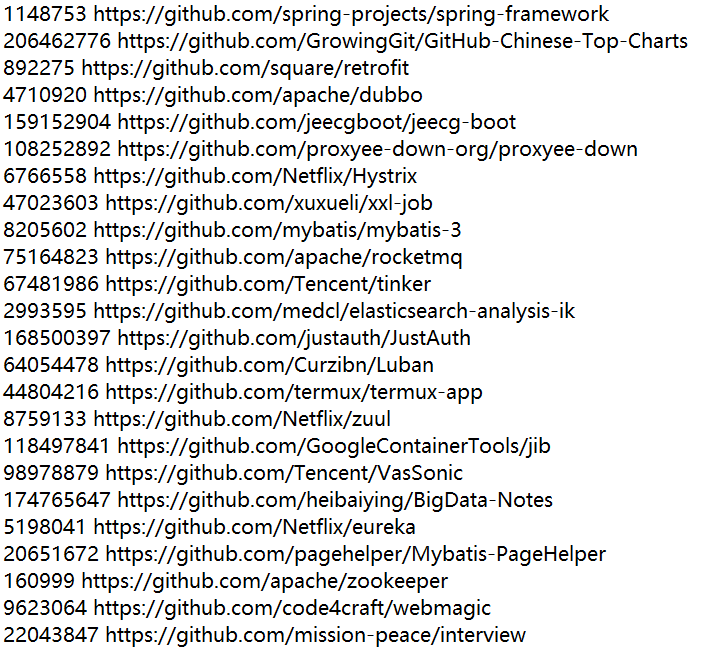 1148753 https://github.com/spring-projects/spring-framework
206462776 https://github.com/GrowingGit/GitHub-Chinese-Top-Charts
892275 https://github.com/square/retrofit
4710920 https://github.com/apache/dubbo
159152904 https://github.com/jeecgboot/jeecg-boot
108252892 https://github.com/proxyee-down-org/proxyee-down
6766558 https://github.com/Netflix/Hystrix
47023603 https://github.com/xuxueli/xxl-job
8205602 https://github.com/mybatis/mybatis-3
75164823 https://github.com/apache/rocketmq
67481986 https://github.com/Tencent/tinker
2993595 https://github.com/medcl/elasticsearch-analysis-ik
168500397 https://github.com/justauth/JustAuth
64054478 https://github.com/Curzibn/Luban
44804216 https://github.com/termux/termux-app
8759133 https://github.com/Netflix/zuul
118497841 https://github.com/GoogleContainerTools/jib
98978879 https://github.com/Tencent/VasSonic
174765647 https://github.com/heibaiying/BigData-Notes
5198041 https://github.com/Netflix/eureka
20651672 https://github.com/pagehelper/Mybatis-PageHelper
160999 https://github.com/apache/zookeeper
9623064 https://github.com/code4craft/webmagic
22043847 https://github.com/mission-peace/interview